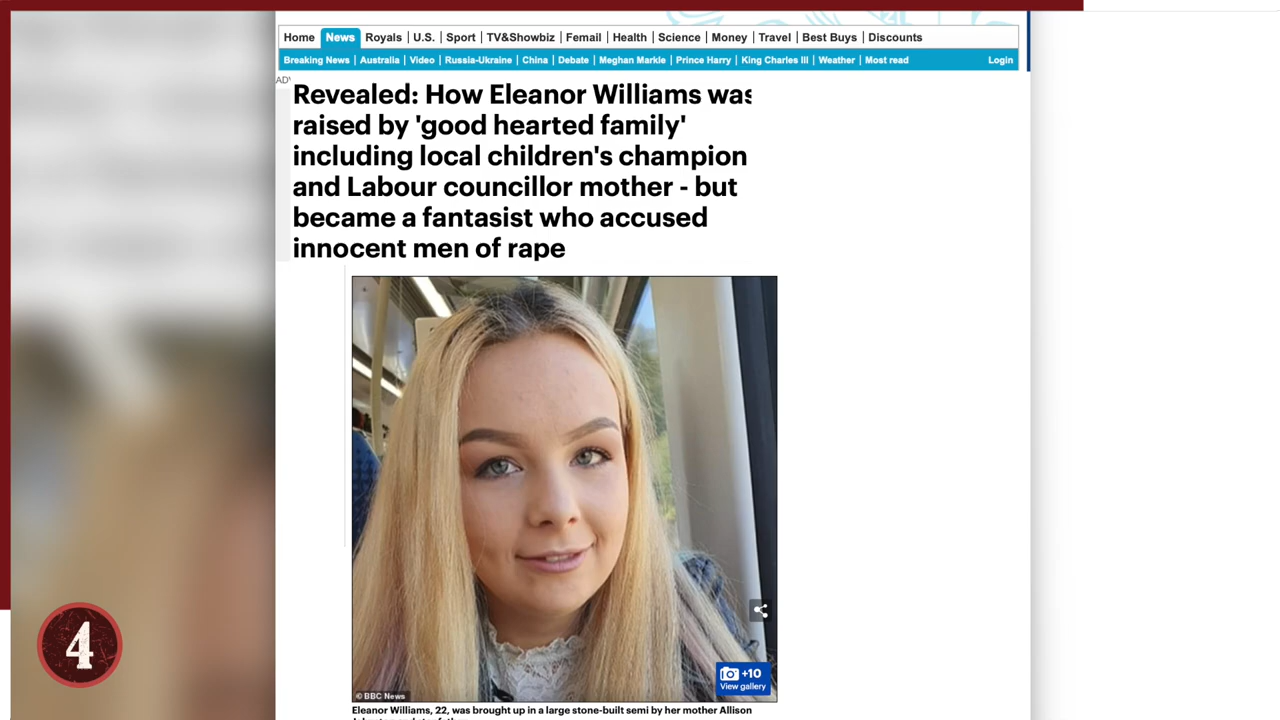 Home News Royals U.S. Sport TV&Showbiz Femail Health Science Money Travel Best Buys Discounts
Breaking News Australia Video Russia-Ukraine China Debate Meghan Markle Prince Harry King Charles III Weather Most read Login
Revealed: How Eleanor Williams was
raised by 'good hearted family'
including local children's champion
and Labour councillor mother - but
became a fantasist who accused
innocent men of rape
© BBC News
+10
View gallery
Eleanor Williams, 22, was brought up in a large stone-built semi by her mother Allison
4